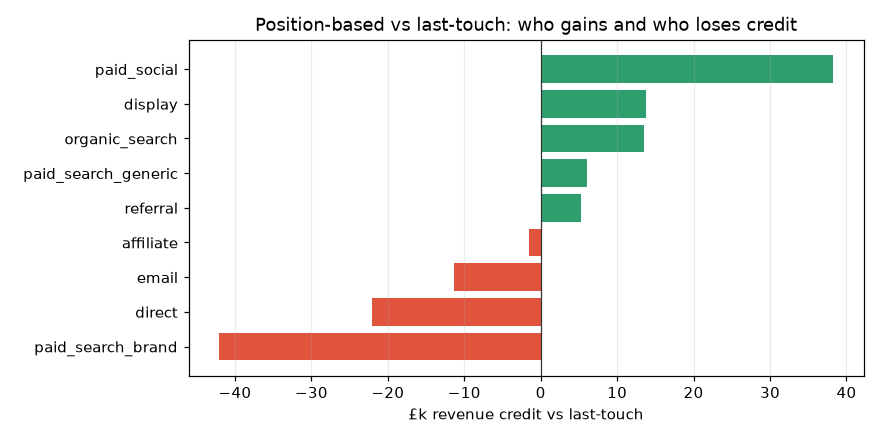 Position-based vs last-touch: who gains and who loses credit
paid_social
display
organic_search
paid_search_generic
referral
affiliate
email
direct
paid_search_brand
−40 −30 −20 −10 0 10 20 30 40
£k revenue credit vs last-touch